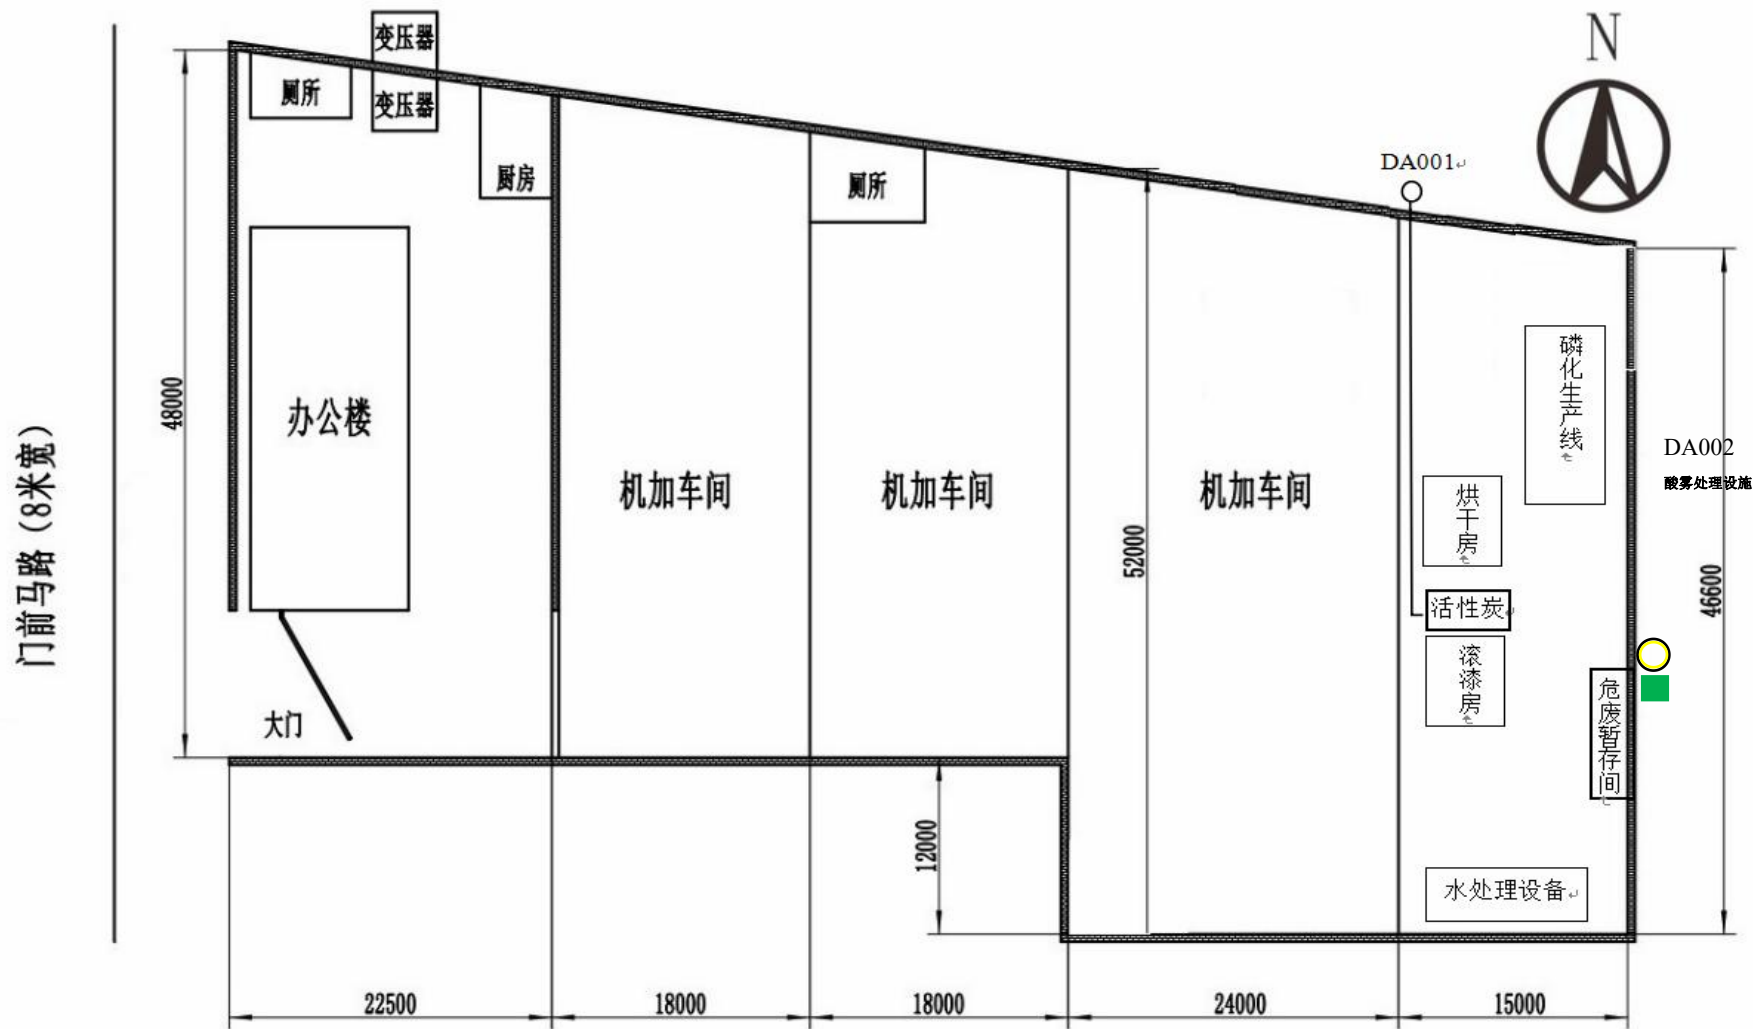 变压器
N
厕所
变压器
厨房
厕所
DA001
办公楼
机加车间
机加车间
机加车间
磷化生产线
DA002
酸雾处理设施
烘干房
活性炭
滚漆房
危废暂存间
水处理设备
大门
门前马路（8米宽）
48000
52000
46600
12000
22500
18000
18000
24000
15000